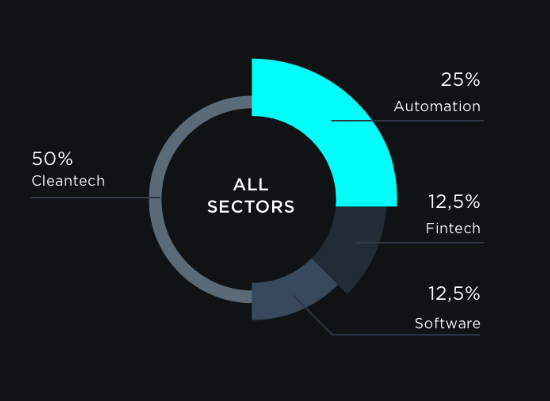 25%
Automation
50%
Cleantech
ALL
SECTORS
12,5%
Fintech
12,5%
Software